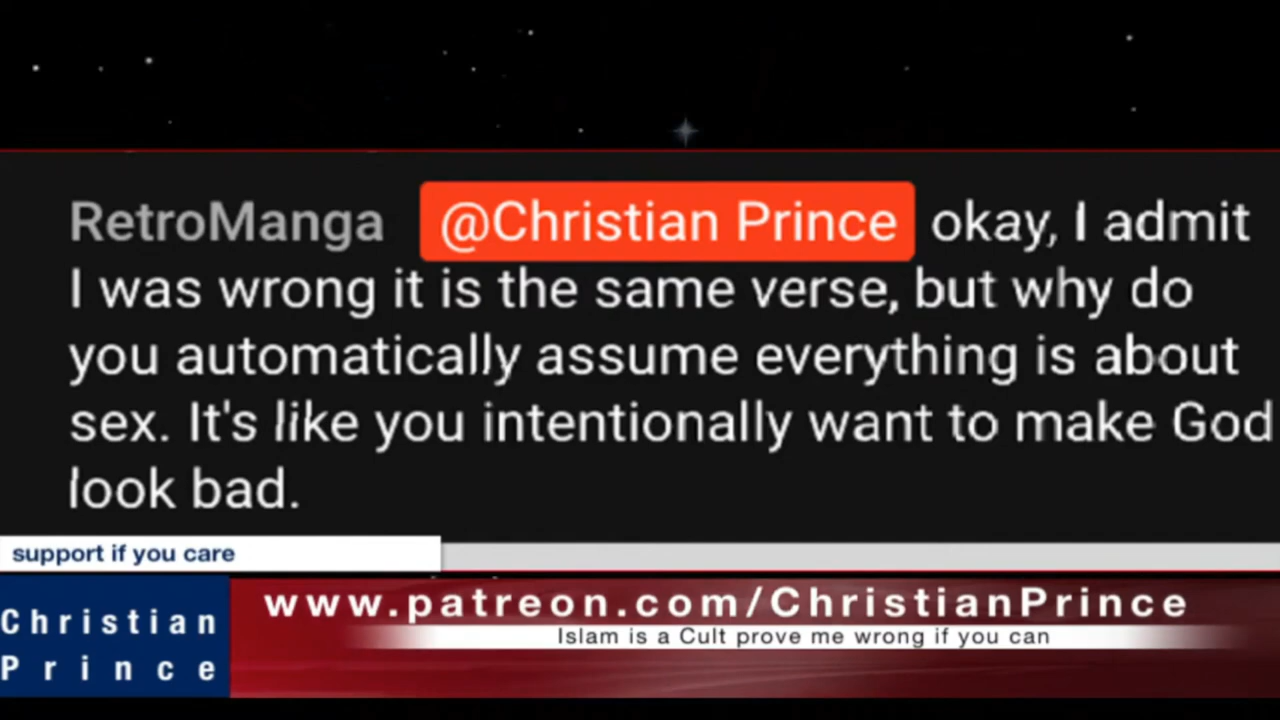 RetroManga @Christian Prince okay, I admit
I was wrong it is the same verse, but why do
you automatically assume everything is about
sex. It's like you intentionally want to make God
look bad.
support if you care
Christian
Prince
www.patreon.com/ChristianPrince
Islam is a Cult prove me wrong if you can